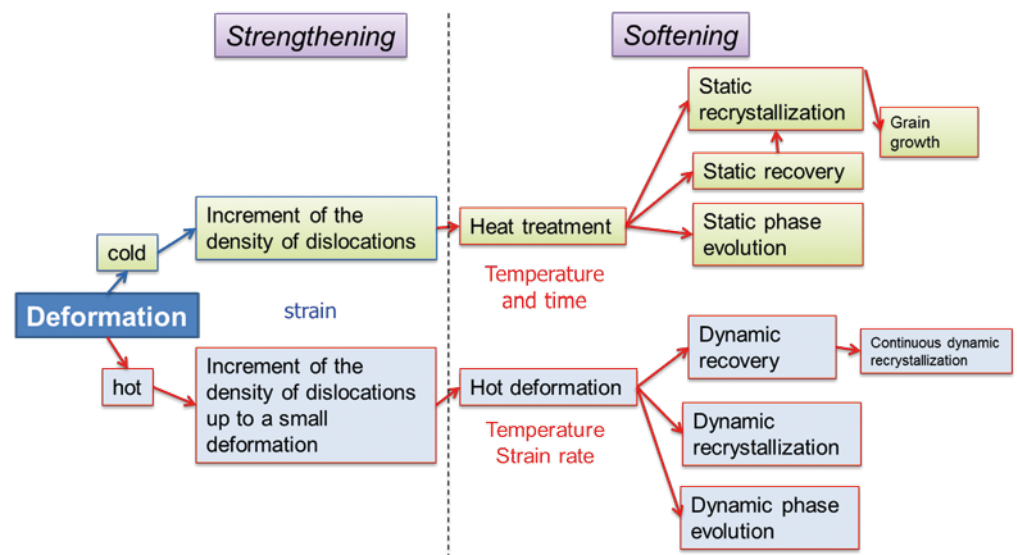 Strengthening
Softening
Static
recrystallization
Grain
growth
Static recovery
Increment of the
density of dislocations
Heat treatment
Static phase
evolution
cold
Temperature
and time
Deformation
strain
Dynamic
recovery
Continuous dynamic
recrystallization
hot
Increment of the
density of dislocations
up to a small
deformation
Hot deformation
Temperature
Strain rate
Dynamic
recrystallization
Dynamic phase
evolution